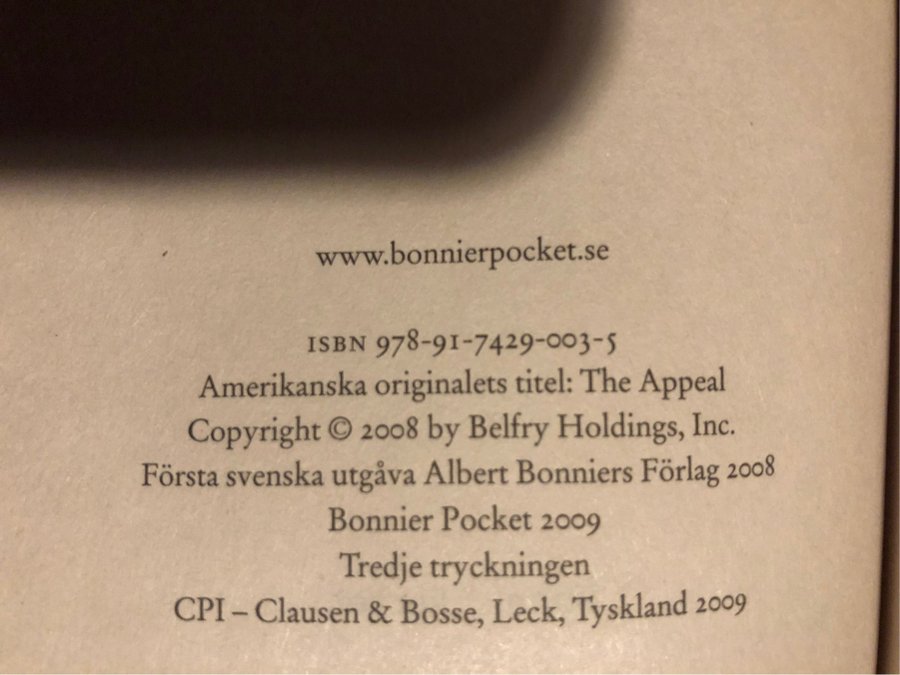 www.bonnierpocket.se
ISBN 978-91-7429-003-5
Amerikanska originalets titel: The Appeal
Copyright © 2008 by Belfry Holdings, Inc.
Första svenska utgåva Albert Bonniers Förlag 2008
Bonnier Pocket 2009
Tredje tryckningen
CPI – Clausen & Bosse, Leck, Tyskland 2009